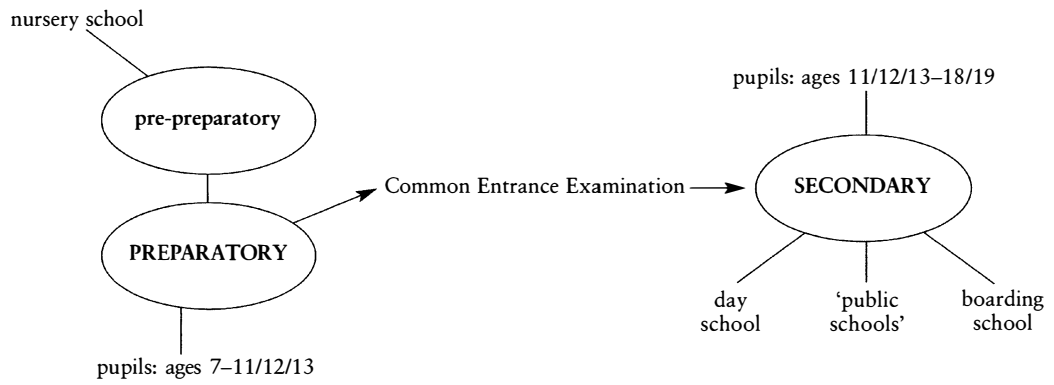 nursery school
pre-preparatory
PREPARATORY
pupils: ages 7–11/12/13
Common Entrance Examination
pupils: ages 11/12/13–18/19
SECONDARY
day
school
‘public
schools’
boarding
school